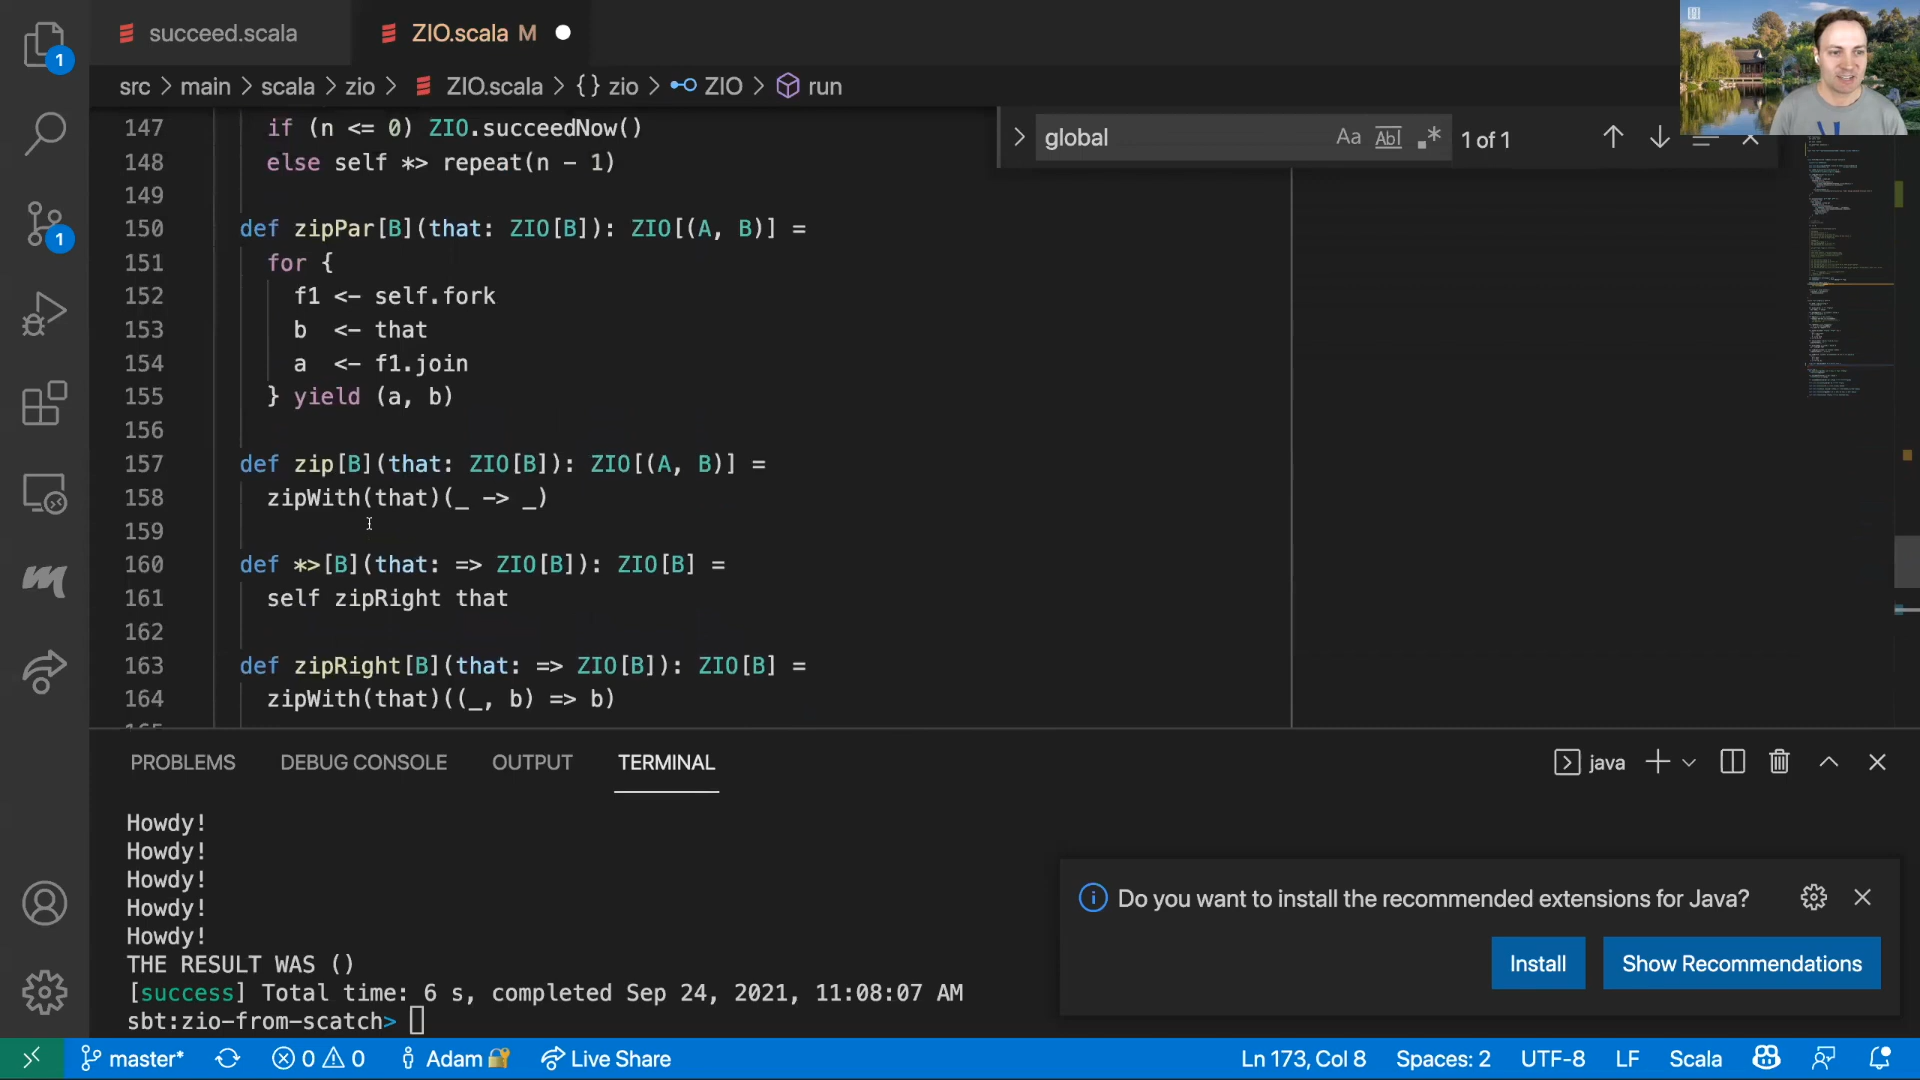 succeed.scala
ZIO.scala M
src > main > scala > zio > ZIO.scala > {} zio > ZIO > run
147 if (n <= 0) ZIO.succeedNow()
148 else self *> repeat(n - 1)
149
150 def zipPar[B](that: ZIO[B]): ZIO[(A, B)] =
151 for {
152 f1 <- self.fork
153 b <- that
154 a <- f1.join
155 } yield (a, b)
156
157 def zip[B](that: ZIO[B]): ZIO[(A, B)] =
158 zipWith(that)(_ -> _)
159
160 def *>[B](that: => ZIO[B]): ZIO[B] =
161 self zipRight that
162
163 def zipRight[B](that: => ZIO[B]): ZIO[B] =
164 zipWith(that)((_, b) => b)
global
Aa
Abl
.*
1 of 1
1
1
PROBLEMS DEBUG CONSOLE OUTPUT TERMINAL
java
Howdy!
Howdy!
Howdy!
Howdy!
Howdy!
THE RESULT WAS ()
[success] Total time: 6 s, completed Sep 24, 2021, 11:08:07 AM
sbt:zio-from-scatch>
Do you want to install the recommended extensions for Java?
Install
Show Recommendations
master* 0 0 Adam Live Share
Ln 173, Col 8 Spaces: 2 UTF-8 LF Scala